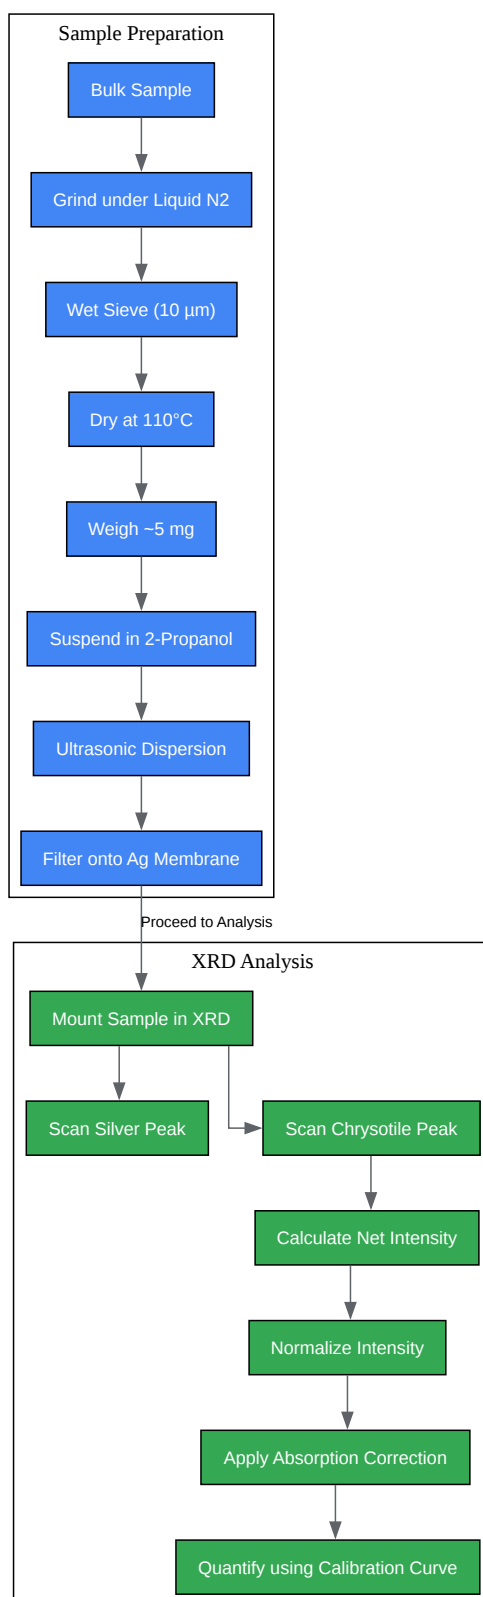 Sample Preparation
Bulk Sample
Grind under Liquid N2
Wet Sieve (10 µm)
Dry at 110°C
Weigh ~5 mg
Suspend in 2-Propanol
Ultrasonic Dispersion
Filter onto Ag Membrane
Proceed to Analysis
XRD Analysis
Mount Sample in XRD
Scan Silver Peak
Scan Chrysotile Peak
Calculate Net Intensity
Normalize Intensity
Apply Absorption Correction
Quantify using Calibration Curve